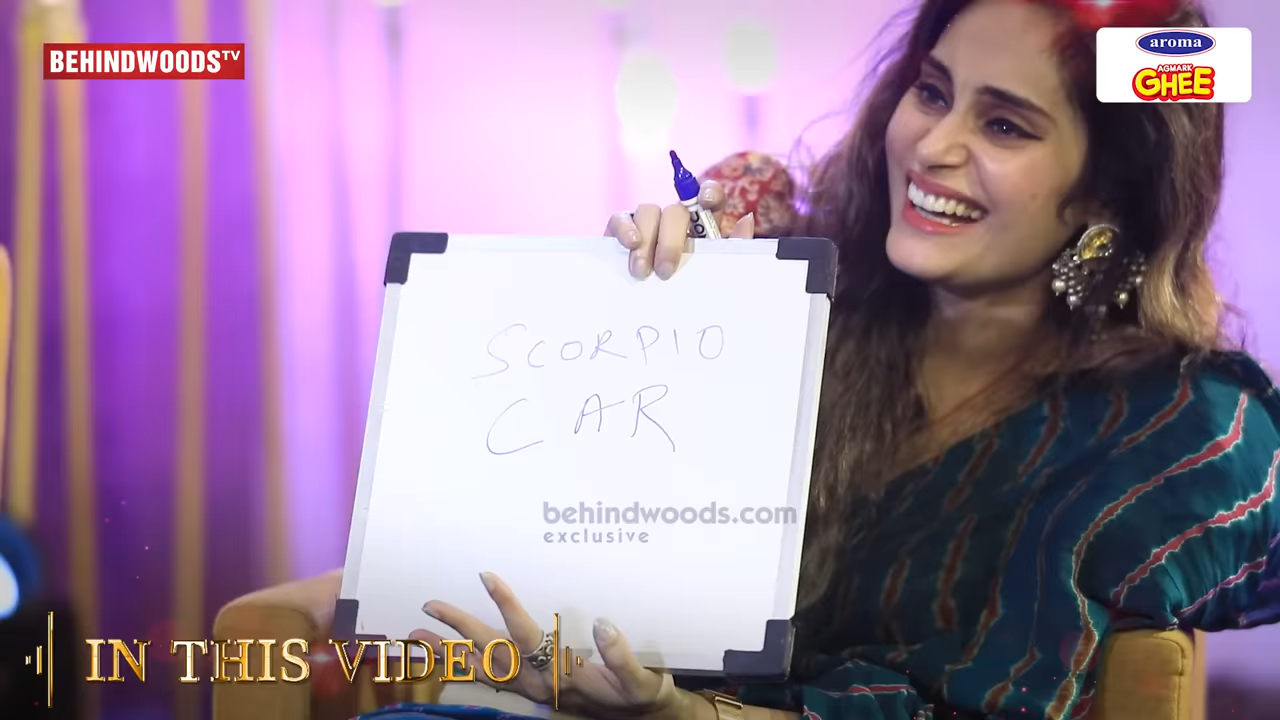 BEHINDWOODS TV
aroma
AGMARK
GHEE
SCORPIO
CAR
behindwoods.com
exclusive
IN THIS VIDEO